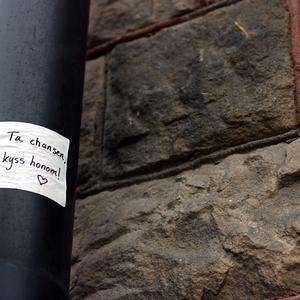 Ta chansen,
kyss honom!
♡